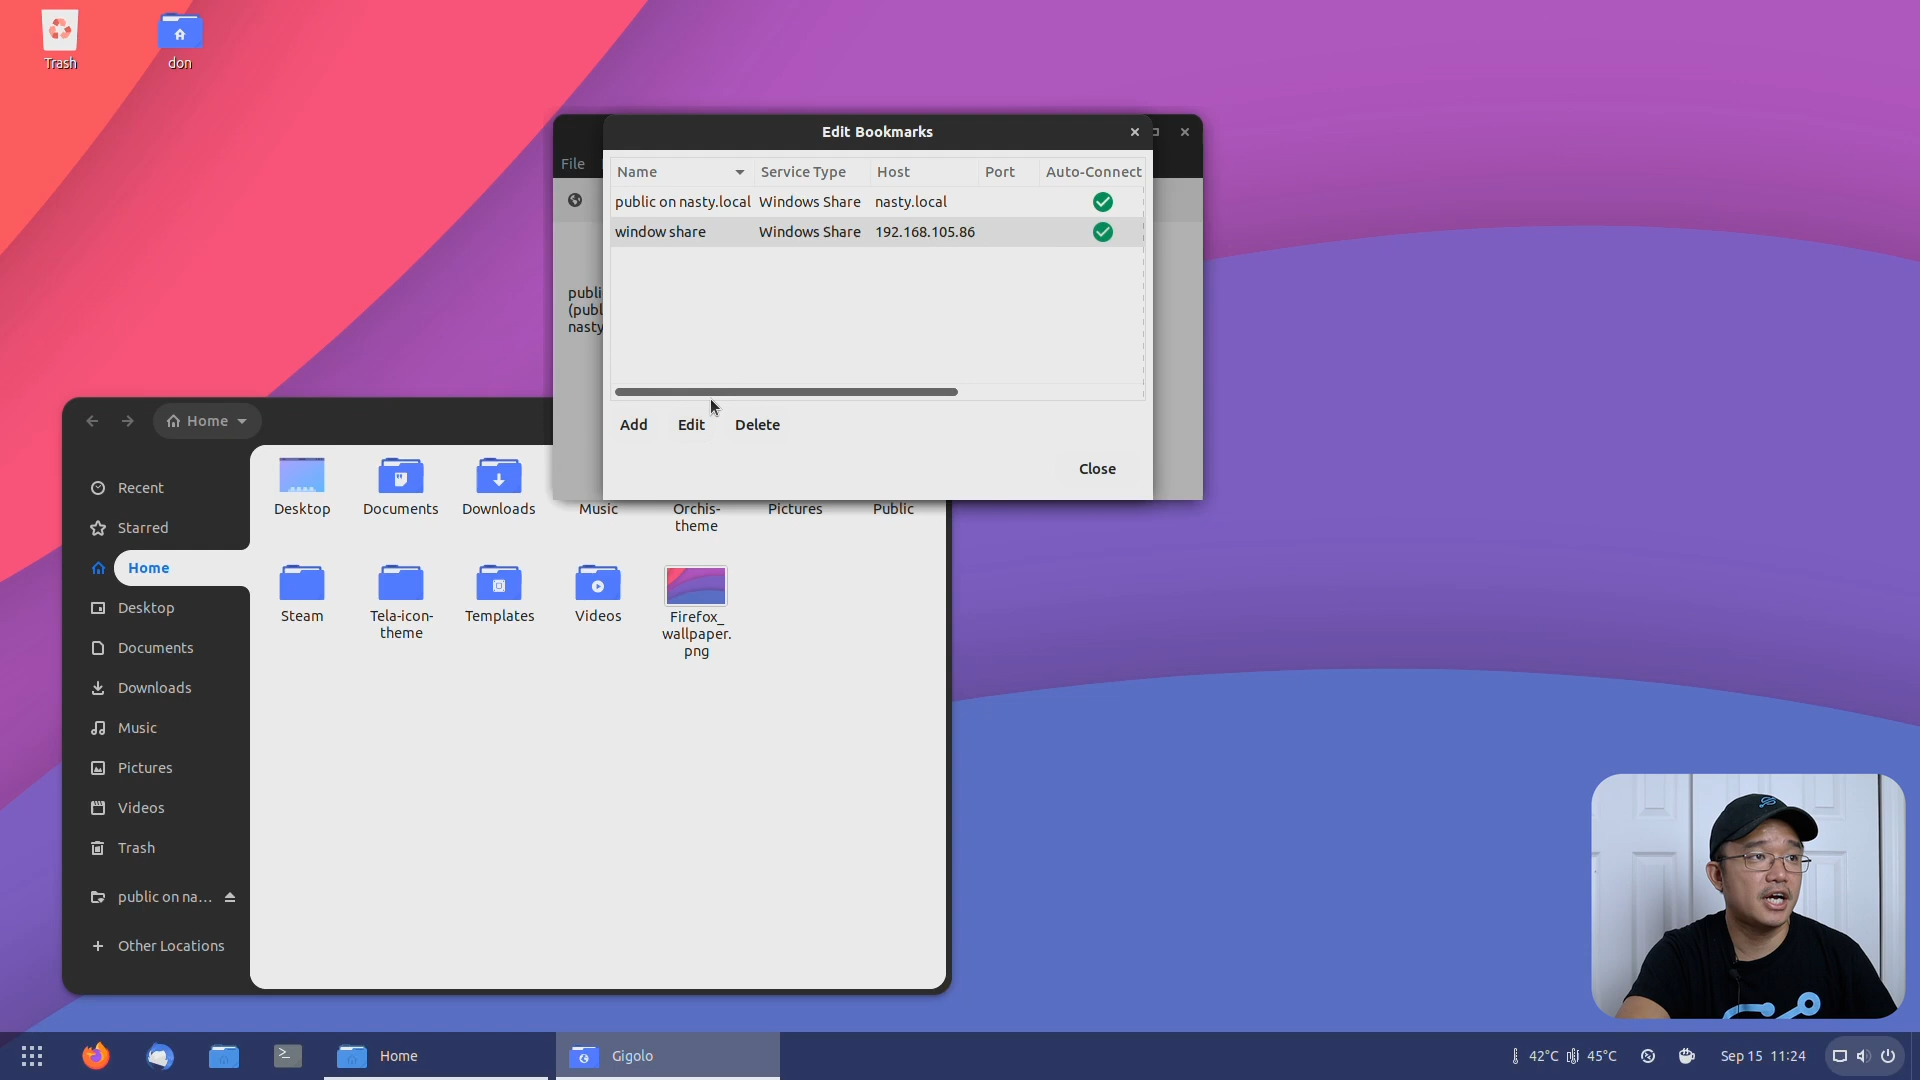 Trash
don
Edit Bookmarks
File
Name
Service Type
Host
Port
Auto-Connect
public on nasty.local
Windows Share
nasty.local
window share
Windows Share
192.168.105.86
publi
(publ
nasty
Add
Edit
Delete
Close
Home
Recent
Starred
Home
Desktop
Documents
Downloads
Music
Pictures
Videos
Trash
public on na...
Other Locations
Desktop
Documents
Downloads
Music
Orchis-
theme
Pictures
Public
Steam
Tela-icon-
theme
Templates
Videos
Firefox_
wallpaper.
png
Home
Gigolo
42°C
45°C
Sep 15 11:24